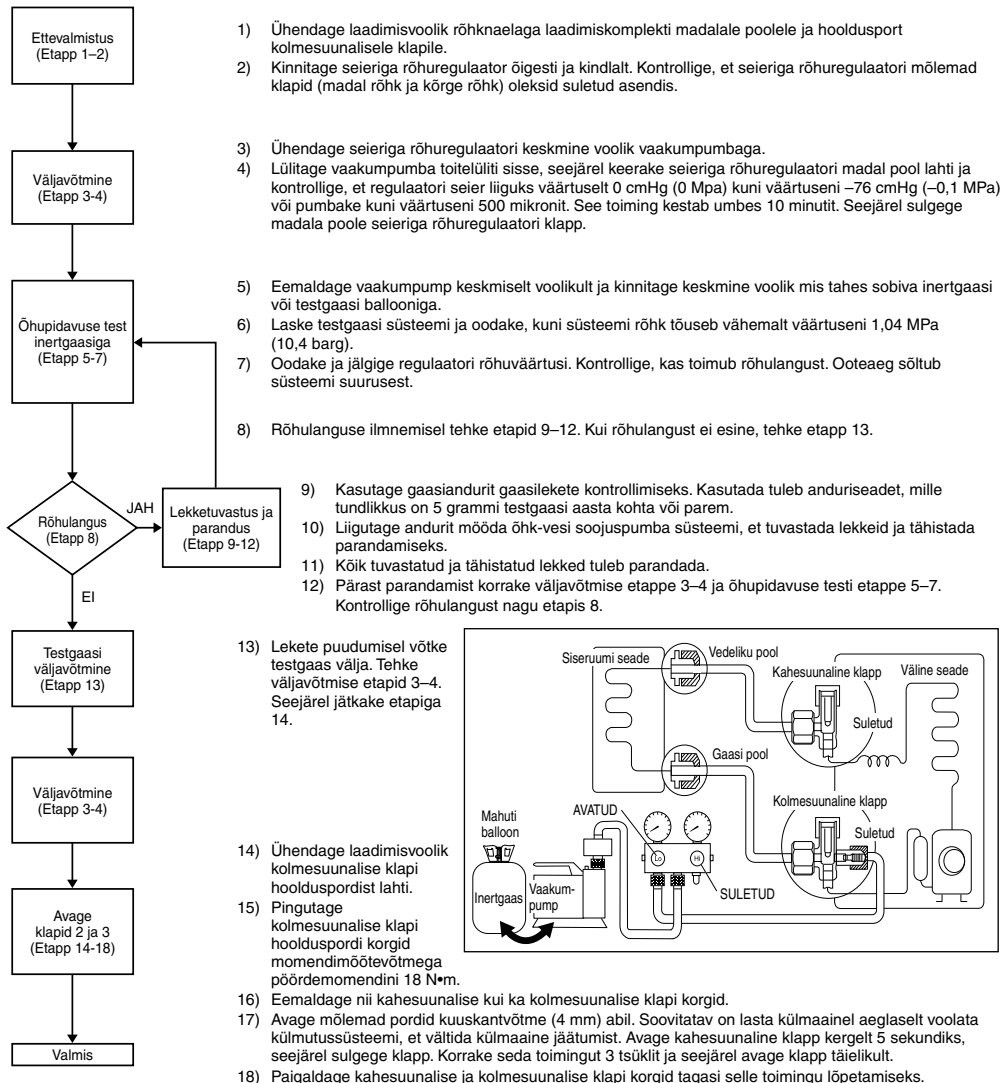 Ettevalmistus
(Etapp 1–2)
1) Ühendage laadimisvoolik rõhknaelaga laadimiskomplekti madalale poolele ja hooldusport
kolmesuunalisele klapile.
2) Kinnitage seieriga rõhuregulaator õigesti ja kindlalt. Kontrollige, et seieriga rõhuregulaatori mõlemad
klapid (madal rõhk ja kõrge rõhk) oleksid suletud asendis.
Väljavõtmine
(Etapp 3-4)
3) Ühendage seieriga rõhuregulaatori keskmine voolik vaakumpumbaga.
4) Lülitage vaakumpumba toitelüliti sisse, seejärel keerake seieriga rõhuregulaatori madal pool lahti ja
kontrollige, et regulaatori seier liiguks väärtuselt 0 cmHg (0 Mpa) kuni väärtuseni –76 cmHg (–0,1 MPa)
või pumbake kuni väärtuseni 500 mikronit. See toiming kestab umbes 10 minutit. Seejärel sulgege
madala poole seieriga rõhuregulaatori klapp.
Õhupidavuse test
inertgaasiga
(Etapp 5-7)
5) Eemaldage vaakumpump keskmiselt voolikult ja kinnitage keskmine voolik mis tahes sobiva inertgaasi
või testgaasi ballooniga.
6) Laske testgaasi süsteemi ja oodake, kuni süsteemi rõhk tõuseb vähemalt väärtuseni 1,04 MPa
(10,4 barg).
7) Oodake ja jälgige regulaatori rõhuväärtusi. Kontrollige, kas toimub rõhulangust. Ooteaeg sõltub
süsteemi suurusest.
8) Rõhulanguse ilmnemisel tehke etapid 9–12. Kui rõhulangust ei esine, tehke etapp 13.
Rõhulangus
(Etapp 8)
JAH
EI
Lekketuvastus ja
parandus
(Etapp 9-12)
9) Kasutage gaasiandurit gaasilekete kontrollimiseks. Kasutada tuleb anduriseadet, mille
tundlikkus on 5 grammi testgaasi aasta kohta või parem.
10) Liigutage andurit mööda õhk-vesi soojuspumba süsteemi, et tuvastada lekkeid ja tähistada
parandamiseks.
11) Kõik tuvastatud ja tähistatud lekked tuleb parandada.
12) Pärast parandamist korrake väljavõtmise etappe 3–4 ja õhupidavuse testi etappe 5–7.
Kontrollige rõhulangust nagu etapis 8.
Testgaasi
väljavõtmine
(Etapp 13)
13) Lekete puudumisel võtke
testgaas välja. Tehke
väljavõtmise etapid 3–4.
Seejärel jätkake etapiga
14.
Väljavõtmine
(Etapp 3-4)
Siseruumi seade
Vedeliku pool
Kahesuunaline klapp
Väline seade
Suletud
Gaasi pool
Kolmesuunaline klapp
Suletud
AVATUD
Mahuti
balloon
Lo
Hi
SULETUD
Inertgaas
Vaakum-
pump
Avage
klapid 2 ja 3
(Etapp 14-18)
14) Ühendage laadimisvoolik
kolmesuunalise klapi
hoolduspordist lahti.
15) Pingutage
kolmesuunalise klapi
hoolduspordi korgid
momendimõõtevõtmega
pöördemomendini 18 N•m.
16) Eemaldage nii kahesuunalise kui ka kolmesuunalise klapi korgid.
17) Avage mõlemad pordid kuuskantvõtme (4 mm) abil. Soovitatav on lasta külmaainel aeglaselt voolata
külmutussüsteemi, et vältida külmaaine jäätumist. Avage kahesuunaline klapp kergelt 5 sekundiks,
seejärel sulgege klapp. Korrake seda toimingut 3 tsüklit ja seejärel avage klapp täielikult.
18) Paigaldage kahesuunalise ja kolmesuunalise klapi korgid tagasi selle toimingu lõpetamiseks.
Valmis